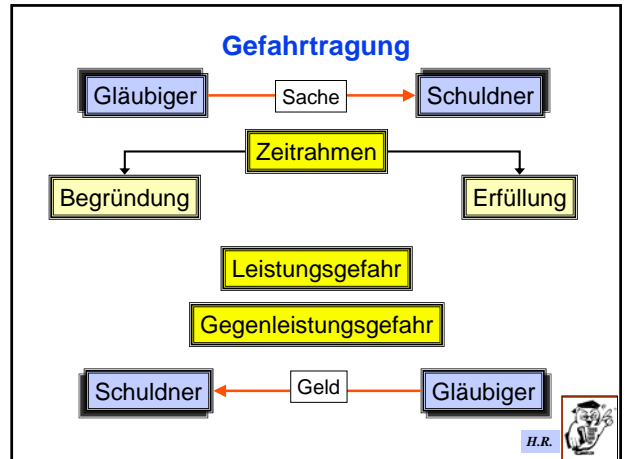 Gefahrtragung
Gläubiger Sache Schuldner
Zeitrahmen
Begründung Erfüllung
Leistungsgefahr
Gegenleistungsgefahr
Schuldner Geld Gläubiger
H.R.